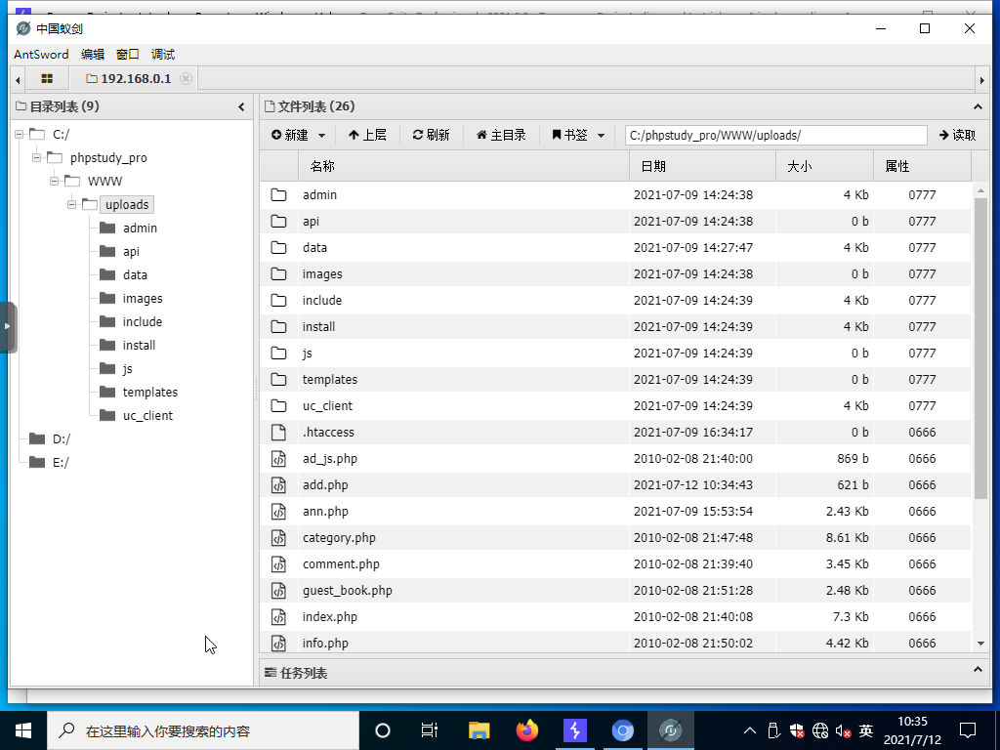 中国蚁剑
AntSword 编辑 窗口 调试
192.168.0.1
目录列表 (9)
C:/
phpstudy_pro
WWW
uploads
admin
api
data
images
include
install
js
templates
uc_client
D:/
E:/
文件列表 (26)
新建 上层 刷新 主目录 书签 C:/phpstudy_pro/WWW/uploads/ 读取
名称 日期 大小 属性
admin 2021-07-09 14:24:38 4 Kb 0777
api 2021-07-09 14:24:38 0 b 0777
data 2021-07-09 14:27:47 4 Kb 0777
images 2021-07-09 14:24:38 0 b 0777
include 2021-07-09 14:24:39 4 Kb 0777
install 2021-07-09 14:24:39 4 Kb 0777
js 2021-07-09 14:24:39 0 b 0777
templates 2021-07-09 14:24:39 0 b 0777
uc_client 2021-07-09 14:24:39 4 Kb 0777
.htaccess 2021-07-09 16:34:17 0 b 0666
ad_js.php 2010-02-08 21:40:00 869 b 0666
add.php 2021-07-12 10:34:43 621 b 0666
ann.php 2021-07-09 15:53:54 2.43 Kb 0666
category.php 2010-02-08 21:47:48 8.61 Kb 0666
comment.php 2010-02-08 21:39:40 3.45 Kb 0666
guest_book.php 2010-02-08 21:51:28 2.48 Kb 0666
index.php 2010-02-08 21:40:08 7.3 Kb 0666
info.php 2010-02-08 21:50:02 4.42 Kb 0666
任务列表
在这里输入你要搜索的内容
英
10:35
2021/7/12